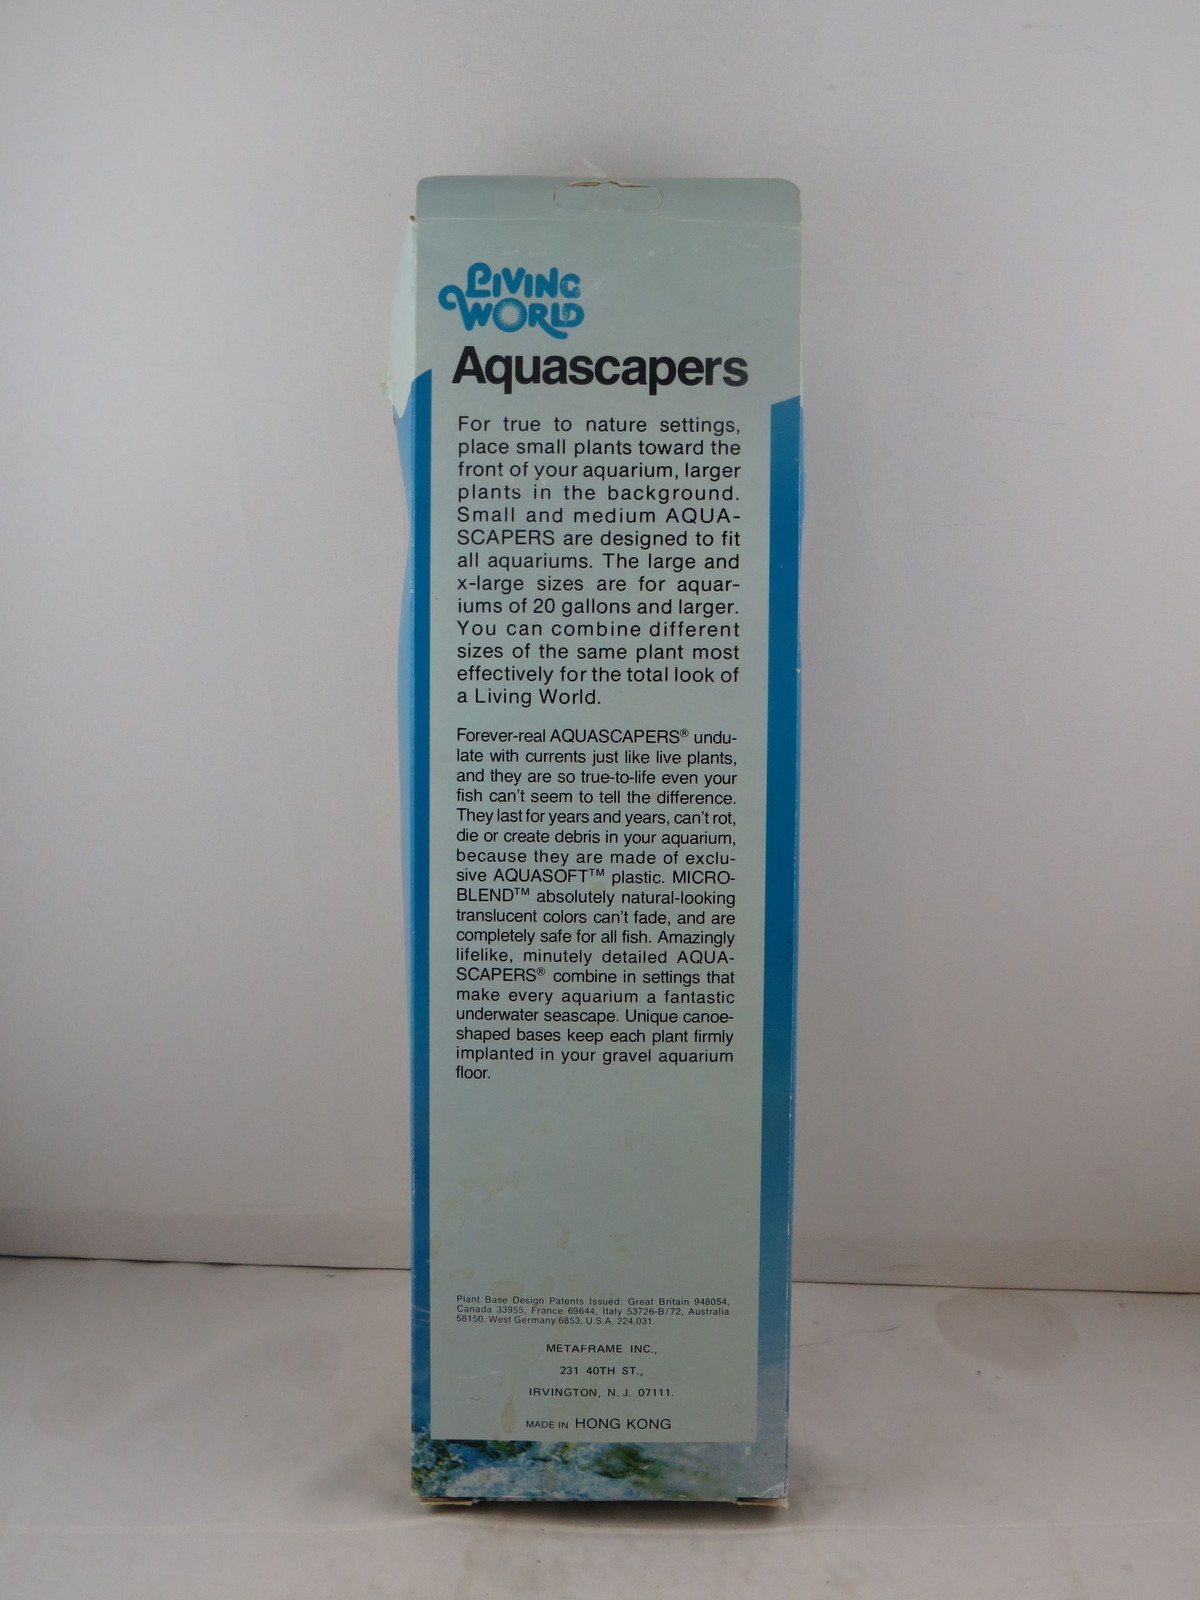 LIVING
WORLD
Aquascapers
For true to nature settings,
place small plants toward the
front of your aquarium, larger
plants in the background.
Small and medium AQUA-
SCAPERS are designed to fit
all aquariums. The large and
x-large sizes are for aquar-
iums of 20 gallons and larger.
You can combine different
sizes of the same plant most
effectively for the total look of
a Living World.
Forever-real AQUASCAPERS® undu-
late with currents just like live plants,
and they are so true-to-life even your
fish can't seem to tell the difference.
They last for years and years, can't rot,
die or create debris in your aquarium,
because they are made of exclu-
sive AQUASOFT™ plastic. MICRO-
BLEND™ absolutely natural-looking
translucent colors can't fade, and are
completely safe for all fish. Amazingly
lifelike, minutely detailed AQUA-
SCAPERS® combine in settings that
make every aquarium a fantastic
underwater seascape. Unique canoe-
shaped bases keep each plant firmly
implanted in your gravel aquarium
floor.
Plant Base Design Patents Issued: Great Britain 948054,
Canada 33955, France 69644, Italy 53726-B/72, Australia
58150, West Germany 6853, U.S.A. 224,031.
METAFRAME INC.,
231 40TH ST.,
IRVINGTON, N. J. 07111.
MADE IN HONG KONG